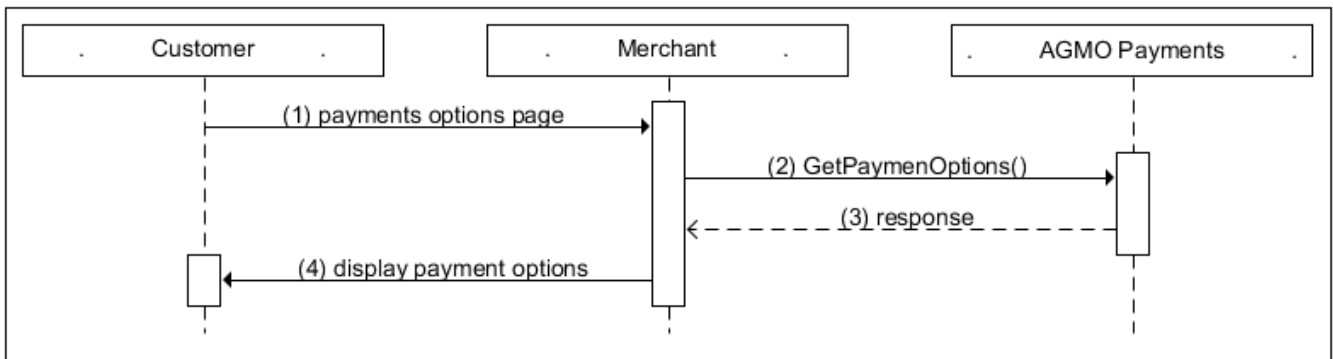 . Customer .
. Merchant .
. AGMO Payments .
(1) payments options page
(2) GetPaymenOptions()
(3) response
(4) display payment options